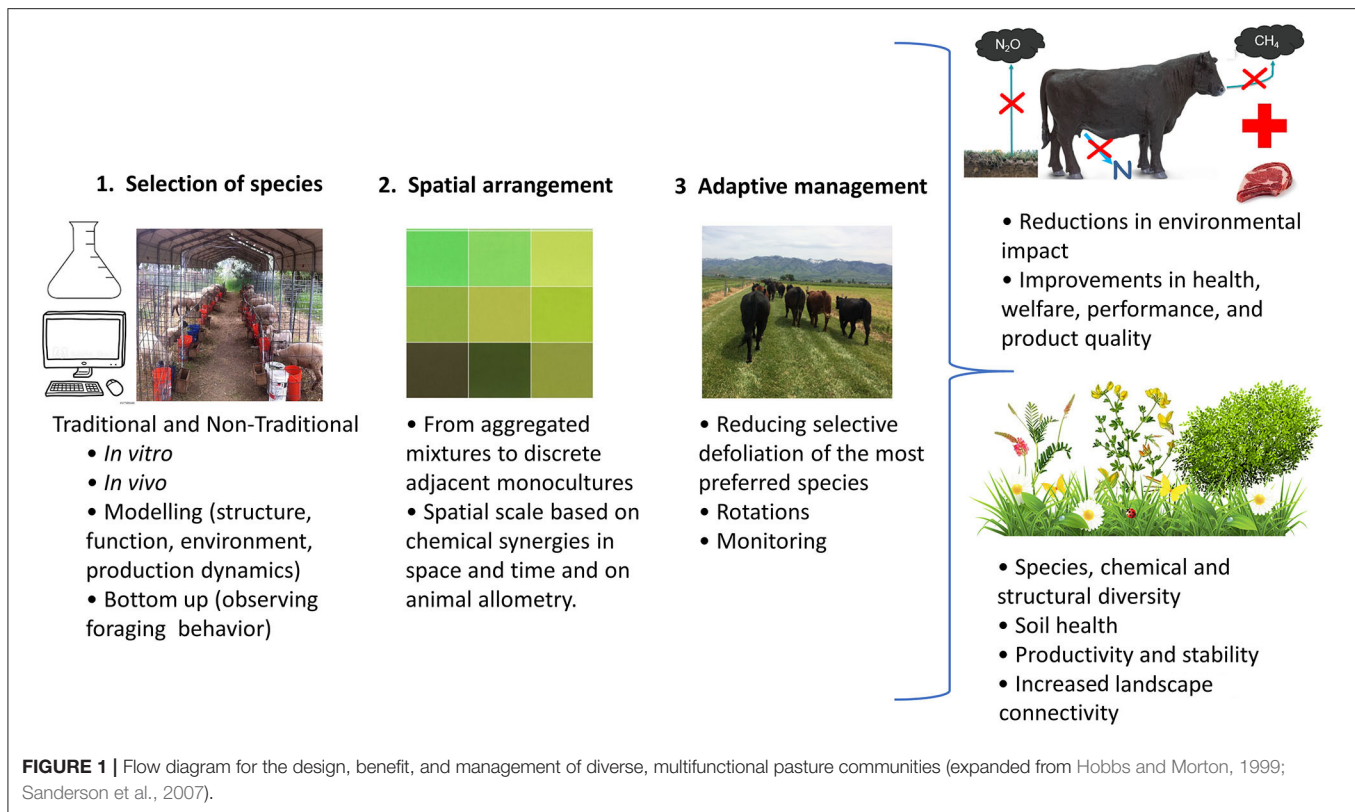 1. Selection of species
Traditional and Non-Traditional
• In vitro
• In vivo
• Modelling (structure,
function, environment,
production dynamics)
• Bottom up (observing
foraging behavior)
2. Spatial arrangement
• From aggregated
mixtures to discrete
adjacent monocultures
• Spatial scale based on
chemical synergies in
space and time and on
animal allometry.
3 Adaptive management
• Reducing selective
defoliation of the most
preferred species
• Rotations
• Monitoring
N₂O
CH₄
N
• Reductions in environmental
impact
• Improvements in health,
welfare, performance, and
product quality
• Species, chemical and
structural diversity
• Soil health
• Productivity and stability
• Increased landscape
connectivity
FIGURE 1 | Flow diagram for the design, benefit, and management of diverse, multifunctional pasture communities (expanded from Hobbs and Morton, 1999;
Sanderson et al., 2007).